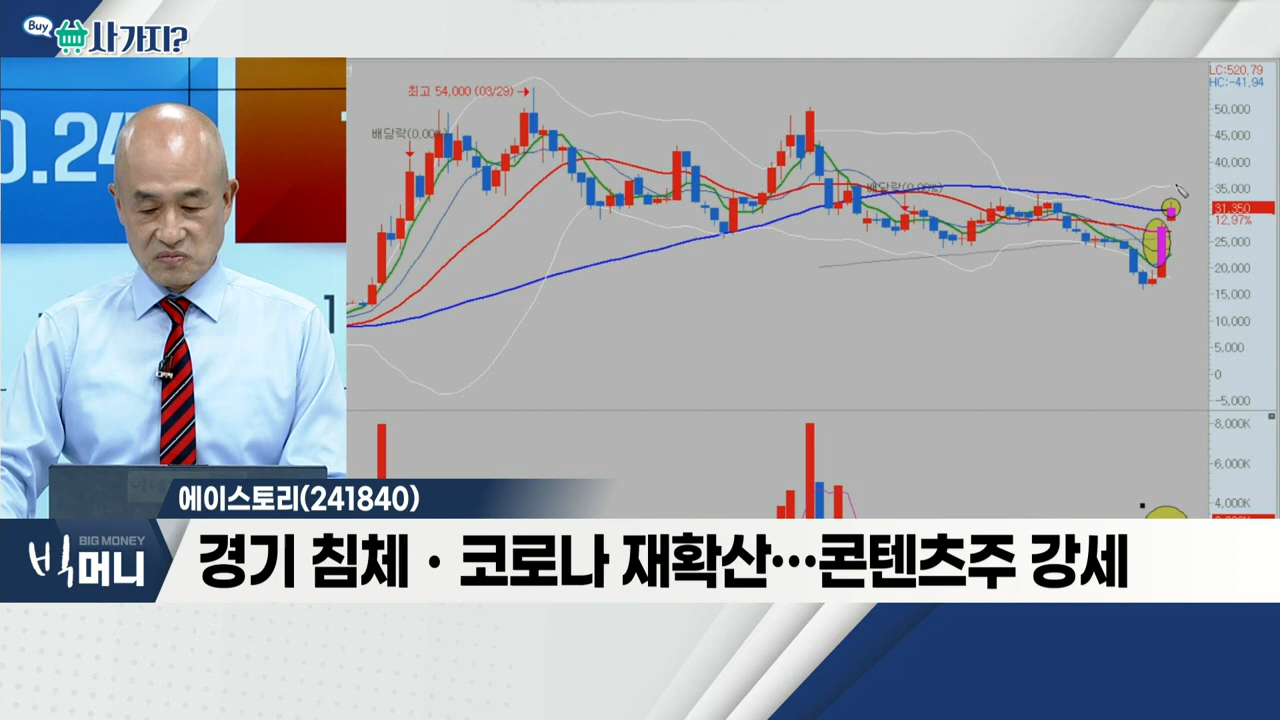 Buy 사가지?
0.24
최고 54,000 (03/29)
배당락(0.00%)
배당락(0.00%)
LC:520.79
HC:-41.94
50,000
45,000
40,000
35,000
31,350
12.97%
25,000
20,000
15,000
10,000
5,000
0
-5,000
8,000K
6,000K
4,000K
에이스토리(241840)
BIG MONEY
빅머니
경기 침체 · 코로나 재확산…콘텐츠주 강세